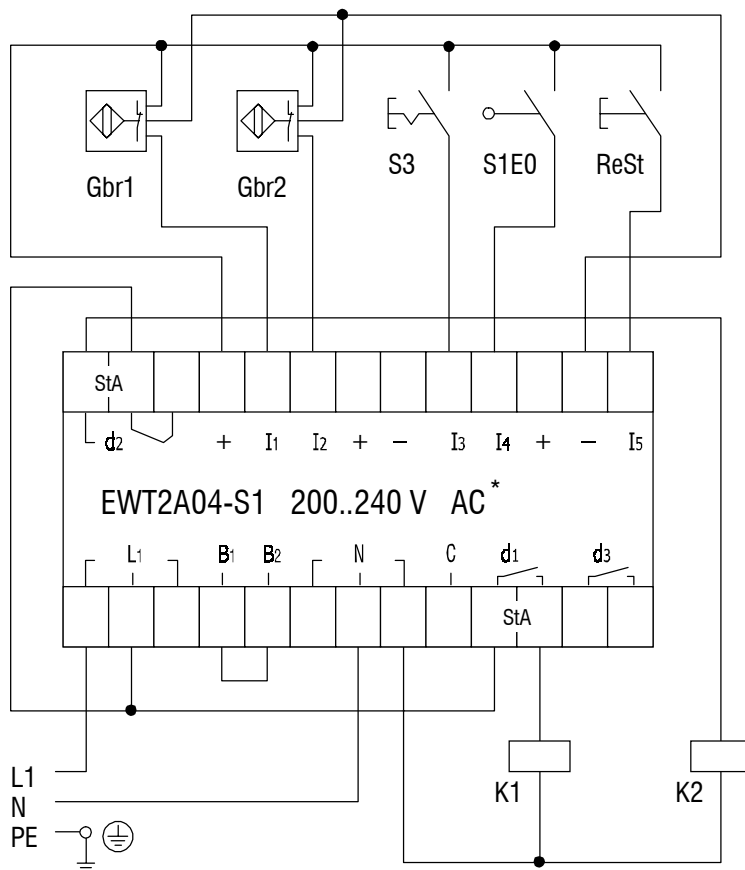 Gbr1 Gbr2 S3 S1E0 ReSt
StA
d2 + I1 I2 + – I3 I4 + – I5
EWT2A04-S1 200..240 V AC*
L1 B1 B2 N C d1 d3
StA
L1
N
PE
K1 K2